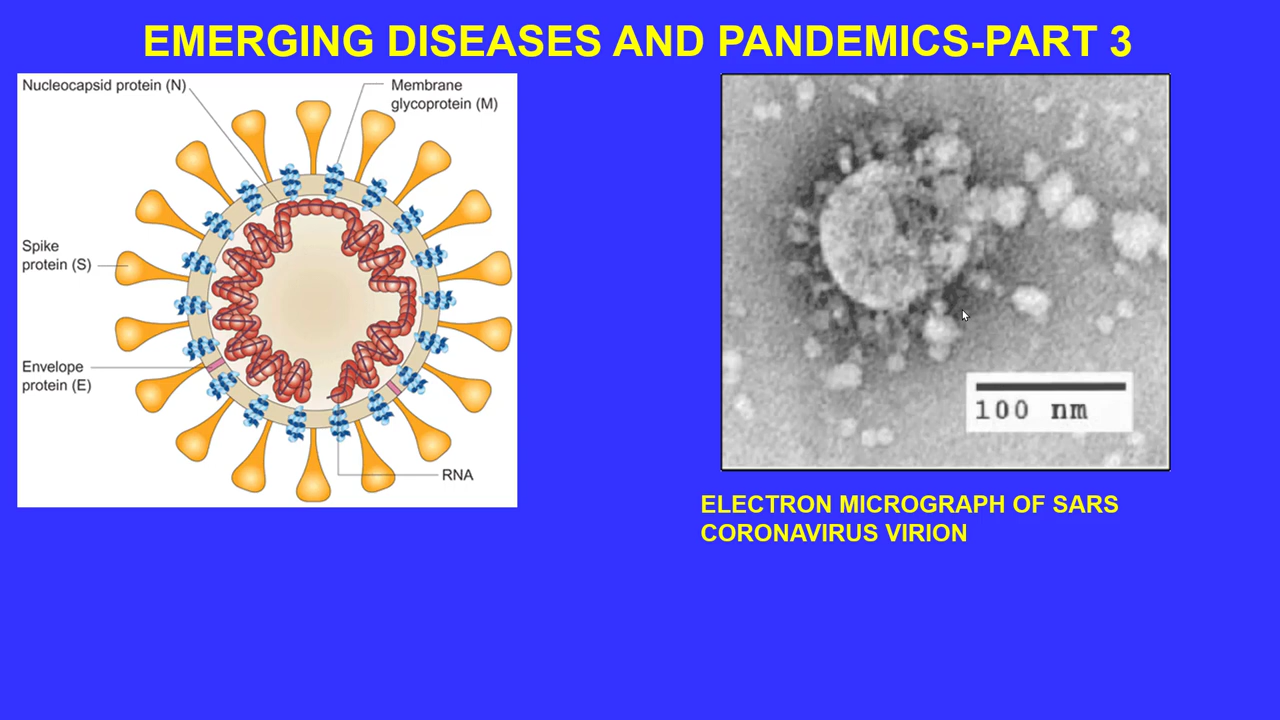 EMERGING DISEASES AND PANDEMICS-PART 3
Nucleocapsid protein (N)
Membrane
glycoprotein (M)
Spike
protein (S)
Envelope
protein (E)
RNA
100 nm
ELECTRON MICROGRAPH OF SARS
CORONAVIRUS VIRION